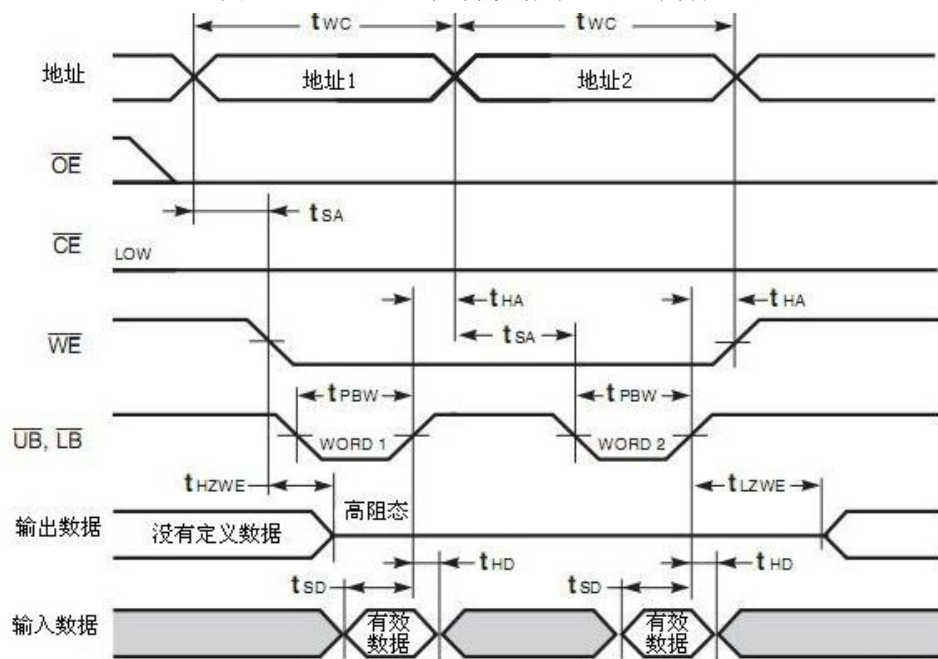 tWC tWC
地址 地址1 地址2
OE
tSA
CE LOW
tHA tHA
WE tSA
tPBW tPBW
UB, LB WORD 1 WORD 2
tHZWE 高阻态 tLZWE
输出数据 没有定义数据
tSD tHD tSD tHD
输入数据 有效数据 有效数据